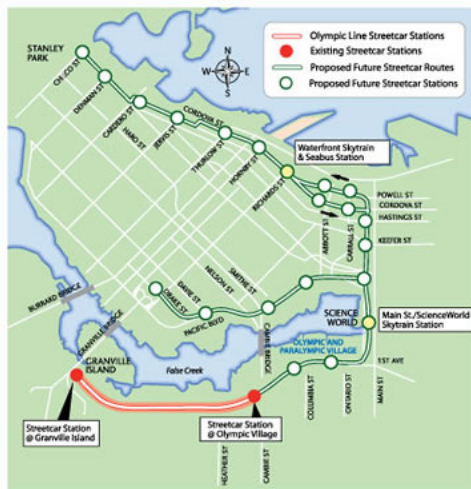 STANLEY
PARK
Olympic Line Streetcar Stations
Existing Streetcar Stations
Proposed Future Streetcar Routes
Proposed Future Streetcar Stations
N
W
E
S
CHILCO ST
DENMAN ST
CARDERO ST
HARO ST
JERVIS ST
CORDOVA ST
THURLOW ST
HORNBY ST
RICHARDS ST
Waterfront Skytrain
& Seabus Station
POWELL ST
CORDOVA ST
HASTINGS ST
ABBOTT ST
CARRALL ST
KEEFER ST
SMITHE ST
NELSON ST
DAVIE ST
DRAKE ST
PACIFIC BLVD
BURRARD BRIDGE
GRANVILLE BRIDGE
CAMBIE BRIDGE
SCIENCE
WORLD
Main St./ScienceWorld
Skytrain Station
OLYMPIC AND
PARALYMPIC VILLAGE
GRANVILLE
ISLAND
False Creek
1ST AVE
COLUMBIA ST
ONTARIO ST
MAIN ST
Streetcar Station
@ Granville Island
Streetcar Station
@ Olympic Village
HEATHER ST
CAMBIE ST